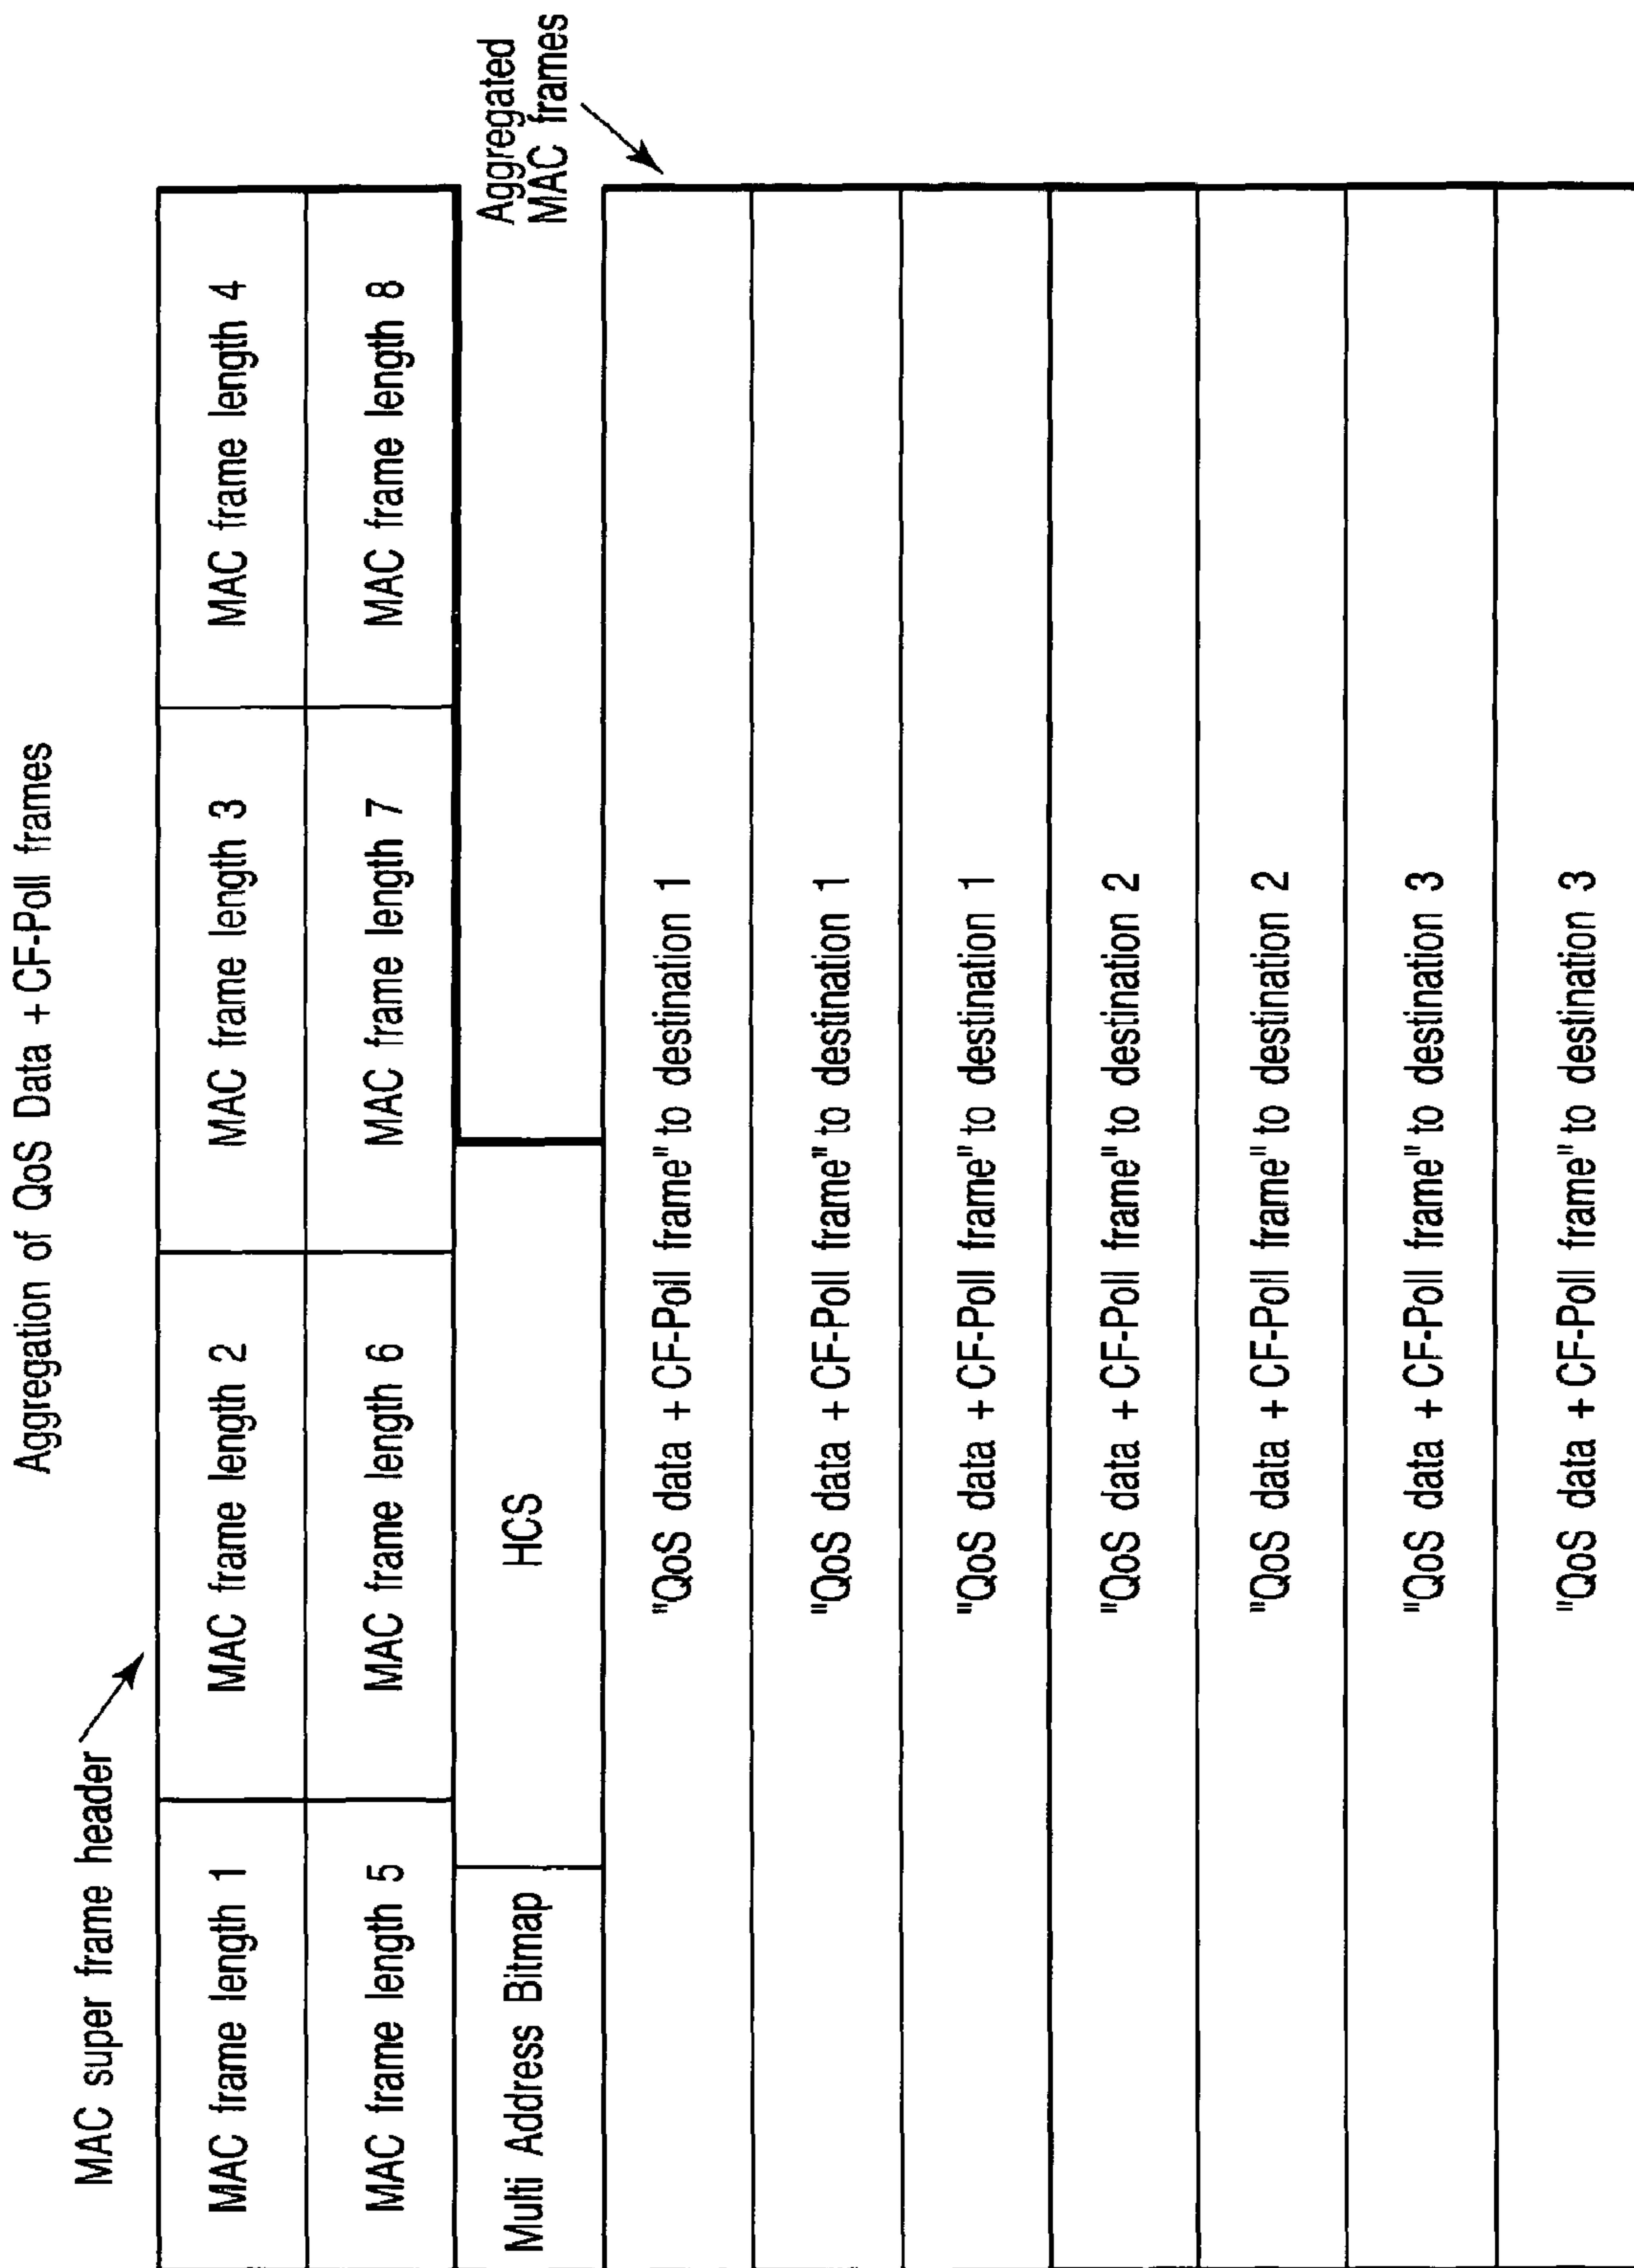 Aggregation of QoS Data + CF-Poll frames
MAC super frame header
MAC frame length 1
MAC frame length 2
MAC frame length 3
MAC frame length 4
MAC frame length 5
MAC frame length 6
MAC frame length 7
MAC frame length 8
Multi Address Bitmap
HCS
Aggregated
MAC frames
"QoS data + CF-Poll frame" to destination 1
"QoS data + CF-Poll frame" to destination 1
"QoS data + CF-Poll frame" to destination 1
"QoS data + CF-Poll frame" to destination 2
"QoS data + CF-Poll frame" to destination 2
"QoS data + CF-Poll frame" to destination 3
"QoS data + CF-Poll frame" to destination 3